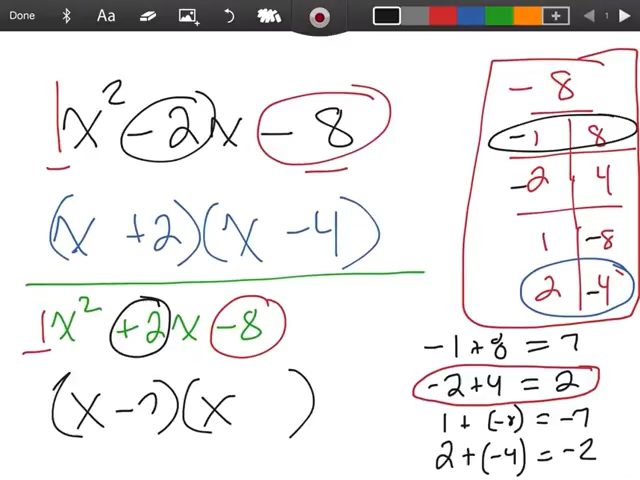 Done Aa 1
1x² - 2x - 8
(x + 2)(x - 4)
1x² + 2x - 8
(x - 2)(x )
- 8
-1 8
-2 4
1 -8
2 -4
-1 + 8 = 7
-2 + 4 = 2
1 + (-8) = -7
2 + (-4) = -2